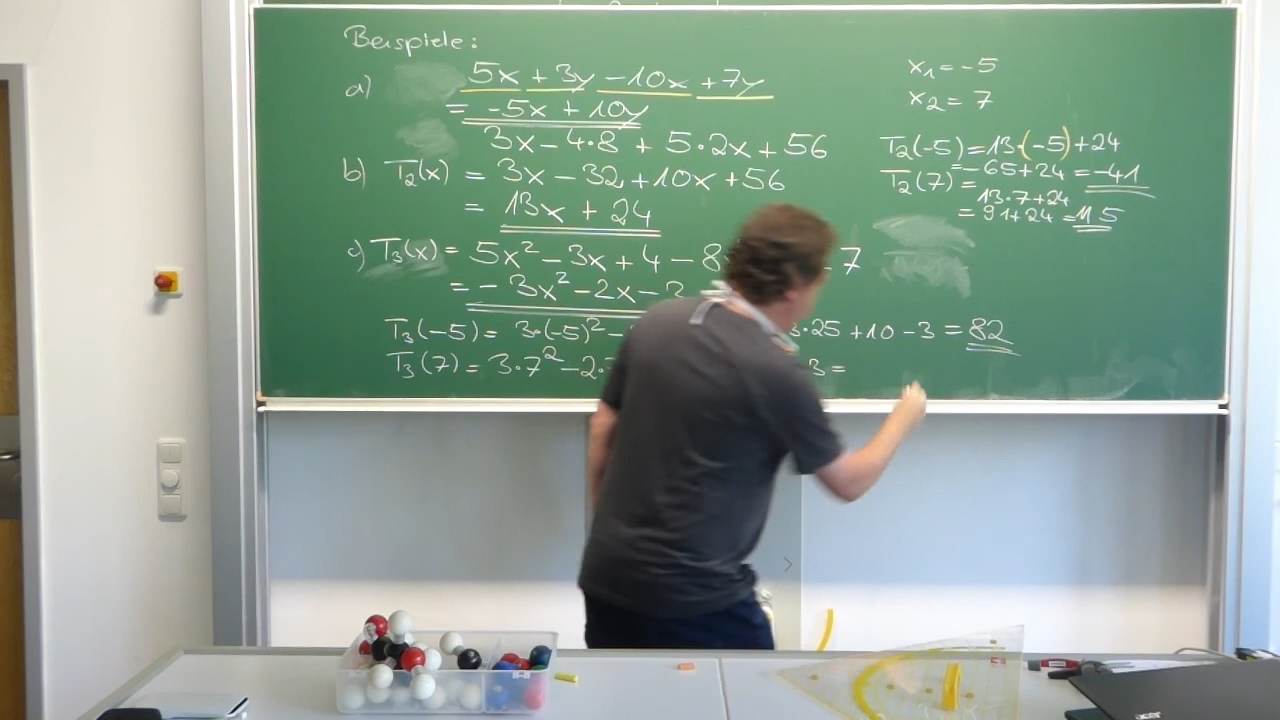 Beispiele:
a) 5x + 3y - 10x + 7y
= -5x + 10y
3x - 4·8 + 5·2x + 56
b) T₂(x) = 3x - 32 + 10x + 56
= 13x + 24
c) T₃(x) = 5x² - 3x + 4 - 8 - 7
= - 3x² - 2x - 3
T₃(-5) = 3·(-5)² - 3·25 + 10 - 3 = 82
T₃(7) = 3·7² - 2· 3 =
x₁ = -5
x₂ = 7
T₂(-5) = 13·(-5) + 24
= -65 + 24 = -41
T₂(7) = 13·7 + 24
= 91 + 24 = 115
acer